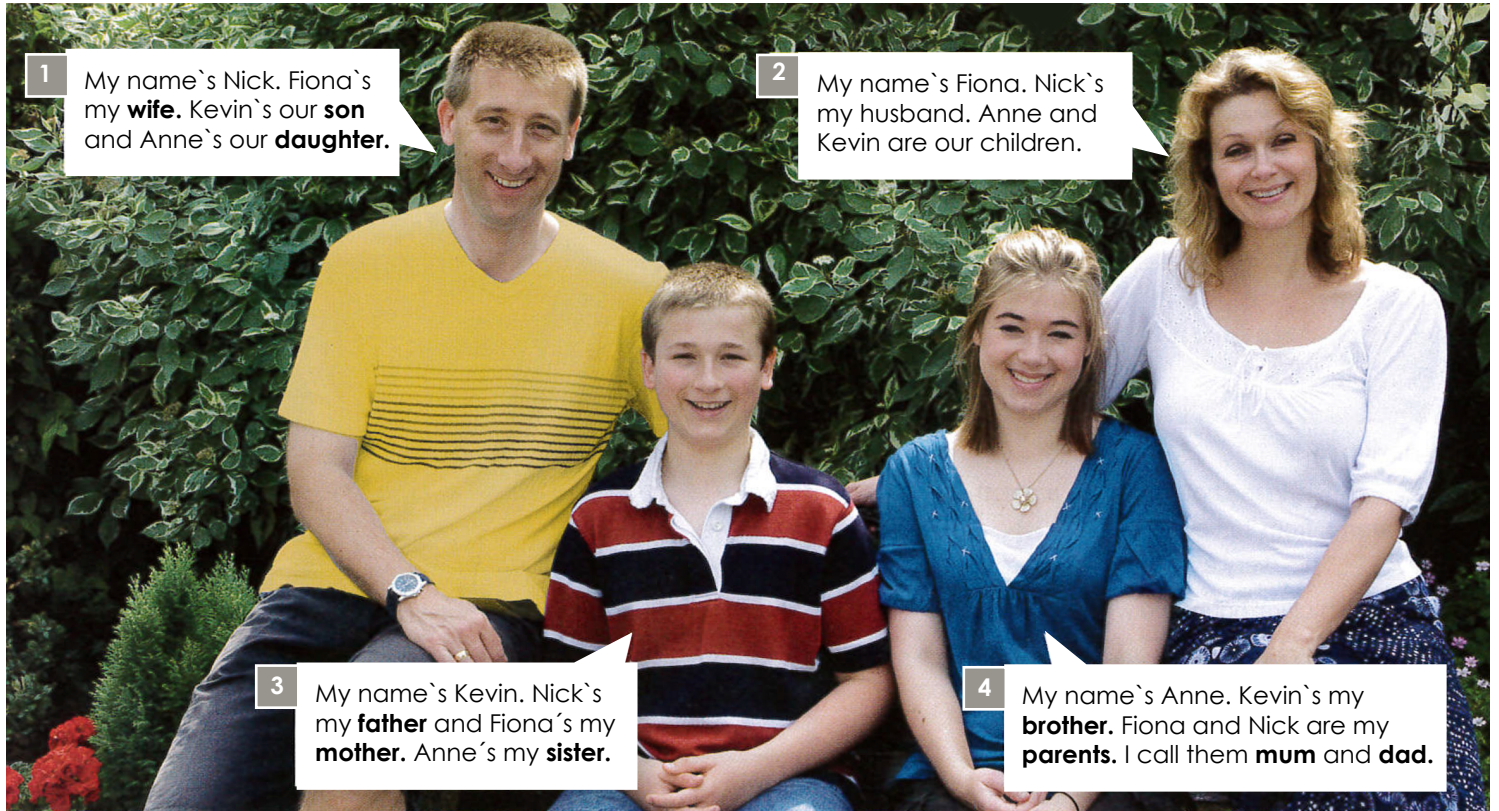 1
My name`s Nick. Fiona`s
my wife. Kevin`s our son
and Anne`s our daughter.
2
My name`s Fiona. Nick`s
my husband. Anne and
Kevin are our children.
3
My name`s Kevin. Nick`s
my father and Fiona´s my
mother. Anne´s my sister.
4
My name`s Anne. Kevin`s my
brother. Fiona and Nick are my
parents. I call them mum and dad.